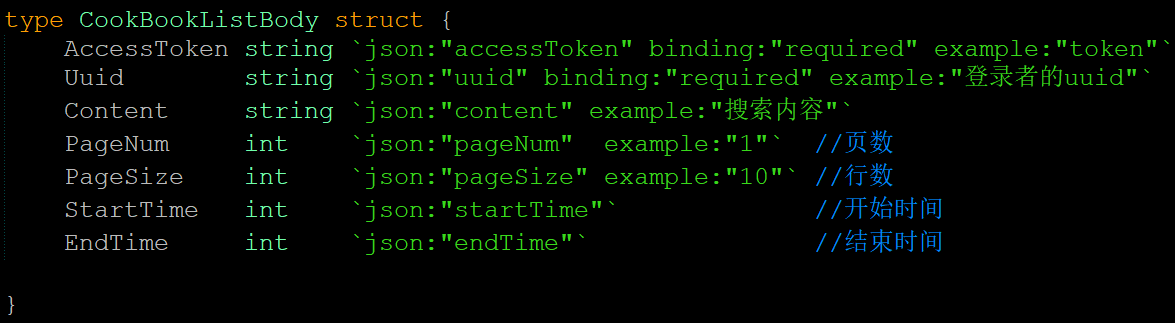 type CookBookListBody struct {
    AccessToken string `json:"accessToken" binding:"required" example:"token"`
    Uuid        string `json:"uuid" binding:"required" example:"登录者的uuid"`
    Content     string `json:"content" example:"搜索内容"`
    PageNum     int    `json:"pageNum"  example:"1"`  //页数
    PageSize    int    `json:"pageSize" example:"10"` //行数
    StartTime   int    `json:"startTime"`             //开始时间
    EndTime     int    `json:"endTime"`               //结束时间
}